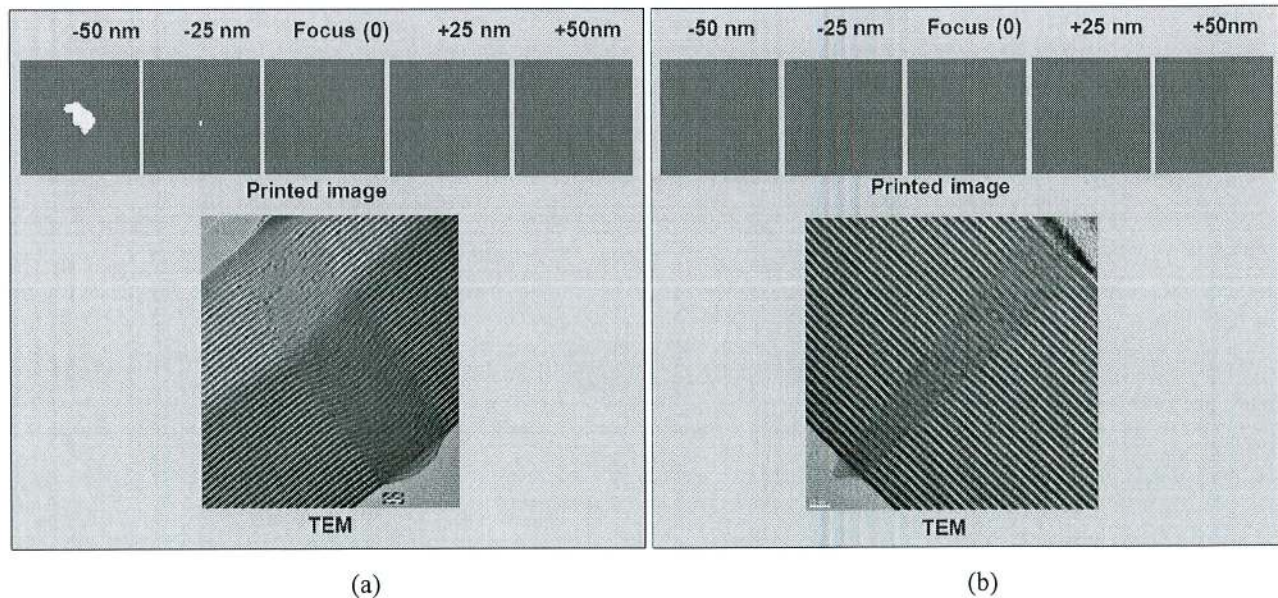 -50 nm -25 nm Focus (0) +25 nm +50nm
Printed image
TEM
(a)
-50 nm -25 nm Focus (0) +25 nm +50nm
Printed image
TEM
(b)